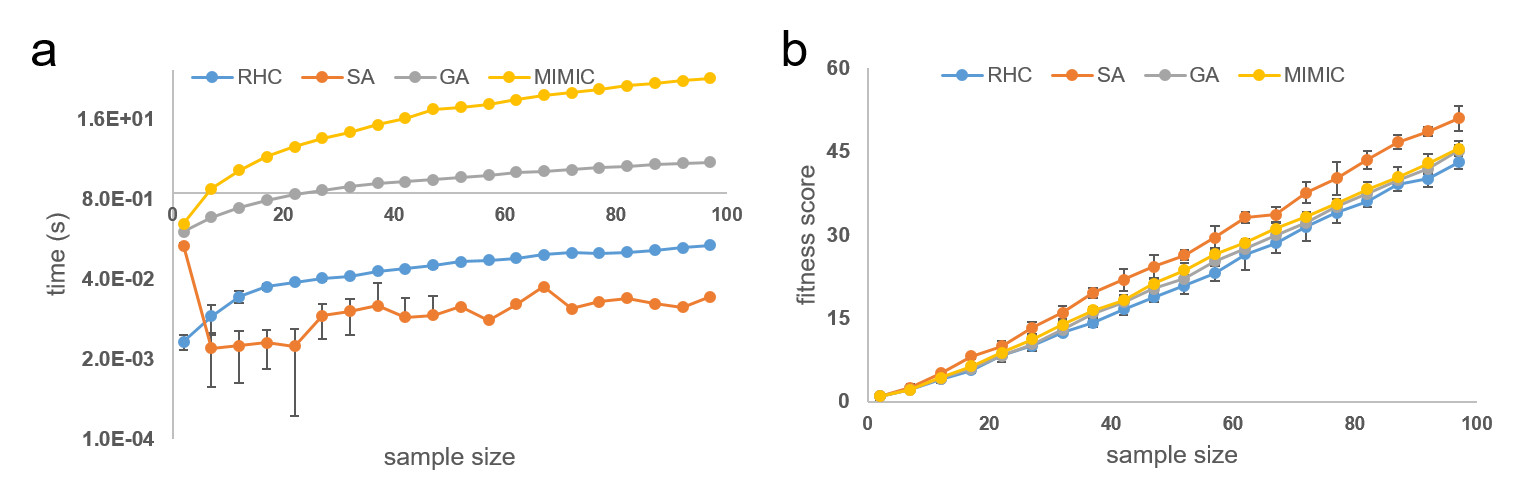 a
RHC SA GA MIMIC
1.6E+01
8.0E-01
4.0E-02
2.0E-03
1.0E-04
0 20 40 60 80 100
time (s)
sample size
b
RHC SA GA MIMIC
60
45
30
15
0
0 20 40 60 80 100
fitness score
sample size